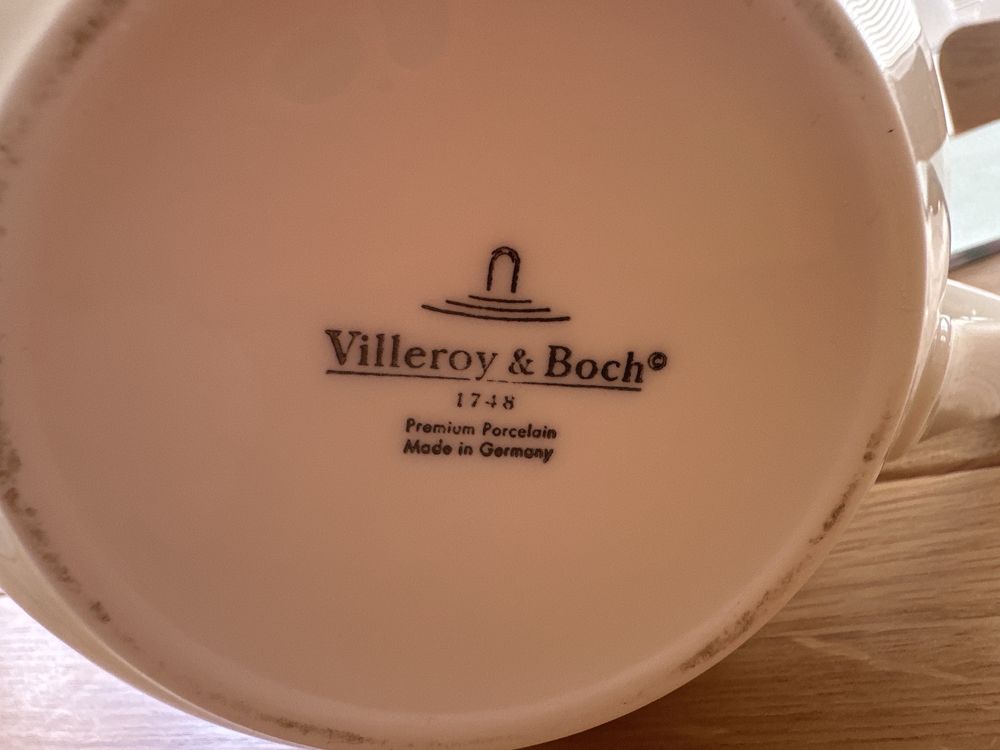 Villeroy & Boch©
1748
Premium Porcelain
Made in Germany